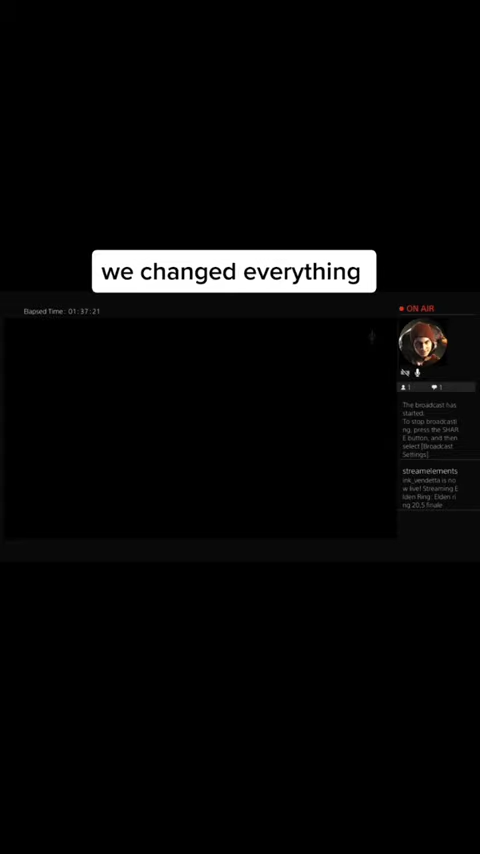 we changed everything
Elapsed Time: 01:37:21
ON AIR
1 1
The broadcast has
started.
To stop broadcasti
ng, press the SHAR
E button, and then
select [Broadcast
Settings]
streamelements
ink_vendetta is no
w live! Streaming E
lden Ring: Elden ri
ng 20,5 finale